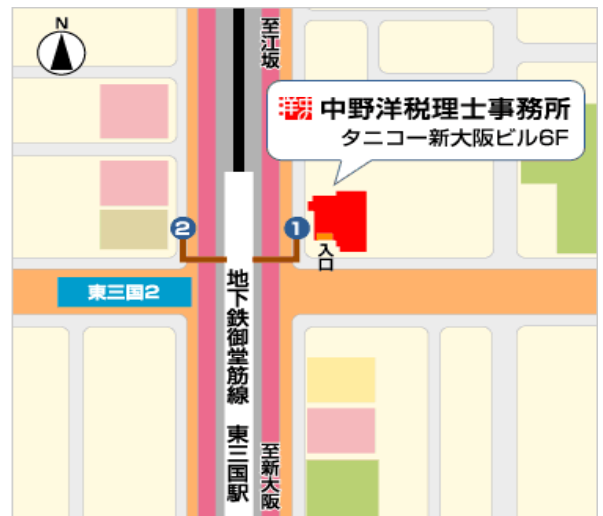 N
至江坂
中野洋税理士事務所
タニコー新大阪ビル6F
2
1
入口
東三国2
地下鉄御堂筋線 東三国駅
至新大阪